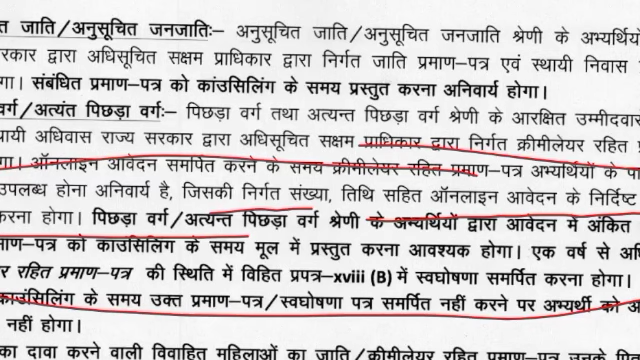 त जाति/अनुसूचित जनजातिः– अनुसूचित जाति/अनुसूचित जनजाति श्रेणी के अभ्यर्थियों
रकार द्वारा अधिसूचित सक्षम प्राधिकार द्वारा निर्गत जाति प्रमाण–पत्र एवं स्थायी निवास
गा। संबंधित प्रमाण–पत्र को कांउसिलिंग के समय प्रस्तुत करना अनिवार्य होगा।
वर्ग/अत्यंत पिछड़ा वर्गः– पिछड़ा वर्ग तथा अत्यन्त पिछड़ा वर्ग श्रेणी के आरक्षित उम्मीदवार
थायी अधिवास राज्य सरकार द्वारा अधिसूचित सक्षम प्राधिकार द्वारा निर्गत क्रीमीलेयर रहित
गा। ऑनलाइन आवेदन समर्पित करने के समय क्रीमीलेयर रहित प्रमाण–पत्र अभ्यर्थियों के पा
उपलब्ध होना अनिवार्य है, जिसकी निर्गत संख्या, तिथि सहित ऑनलाइन आवेदन के निर्दिष्ट
करना होगा। पिछड़ा वर्ग/अत्यन्त पिछड़ा वर्ग श्रेणी के अभ्यर्थियों द्वारा आवेदन में अंकित
माण–पत्र को काउसिलिंग के समय मूल में प्रस्तुत करना आवश्यक होगा। एक वर्ष से अधि
र रहित प्रमाण–पत्र की स्थिति में विहित प्रपत्र–xviii (B) में स्वघोषणा समर्पित करना होगा।
काउंसिलिंग के समय उक्त प्रमाण–पत्र/स्वघोषणा पत्र समर्पित नहीं करने पर अभ्यर्थी को अ
नहीं होगा।
का दावा करने वाली विवाहित महिलाओं का जाति/क्रीमीलेयर रहित प्रमाण–पत्र उनके पित